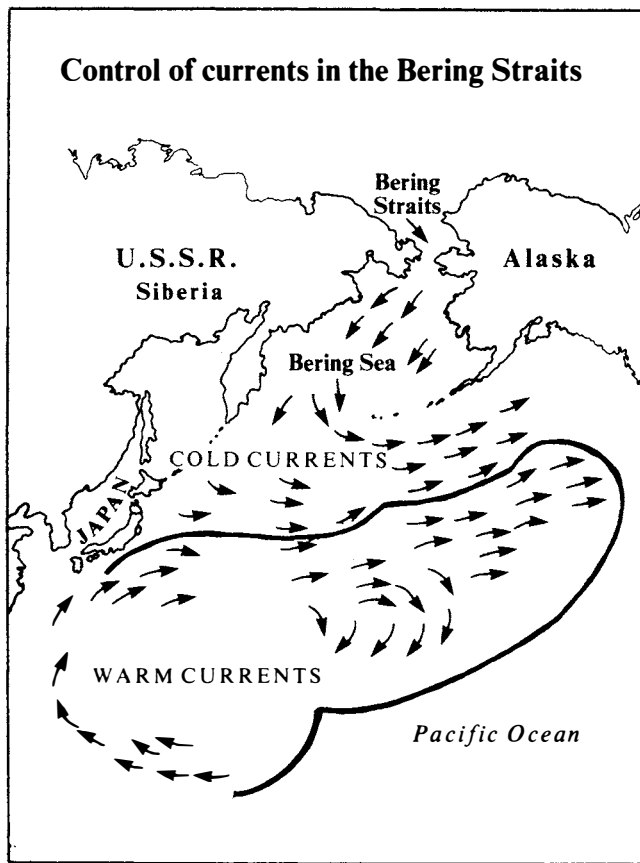 Control of currents in the Bering Straits
Bering
Straits
U.S.S.R.
Siberia
Alaska
Bering Sea
COLD CURRENTS
JAPAN
WARM CURRENTS
Pacific Ocean